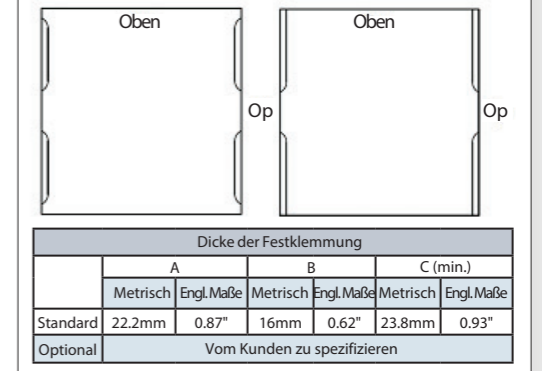 Oben Oben
Op Op
Dicke der Festklemmung
A B C (min.)
Metrisch Engl. Maße Metrisch Engl. Maße Metrisch Engl. Maße
Standard 22.2mm 0.87" 16mm 0.62" 23.8mm 0.93"
Optional Vom Kunden zu spezifizieren